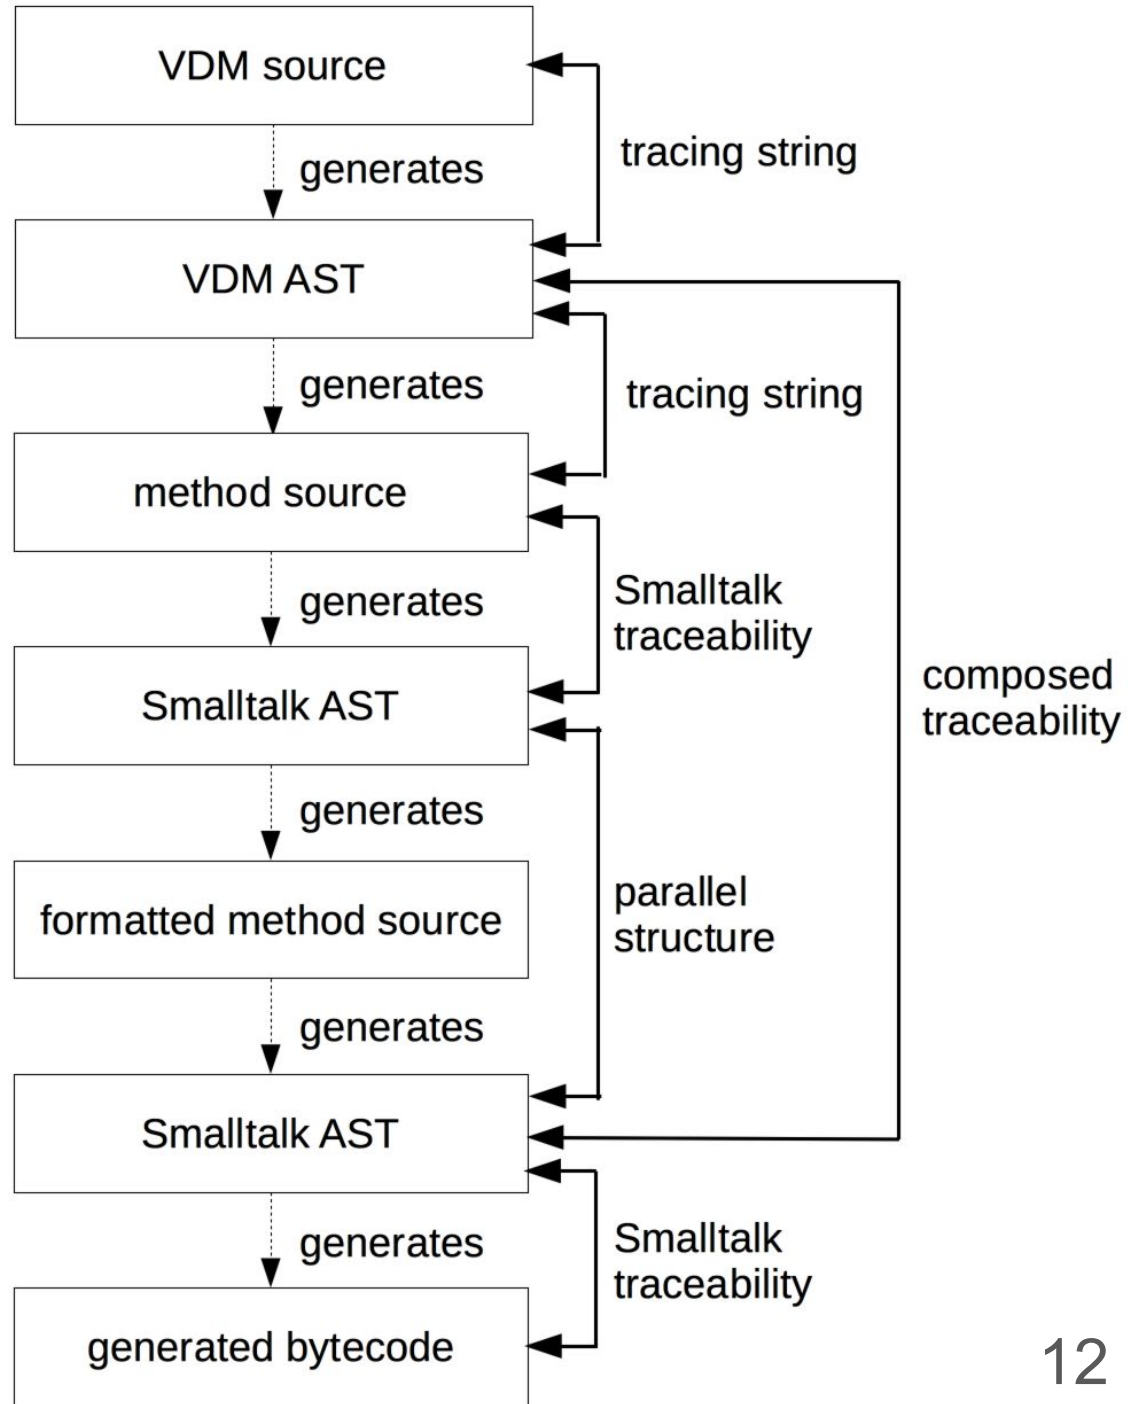 VDM source
generates
tracing string
VDM AST
generates
tracing string
method source
generates
Smalltalk
traceability
Smalltalk AST
composed
traceability
generates
formatted method source
parallel
structure
generates
Smalltalk AST
generates
Smalltalk
traceability
generated bytecode
12